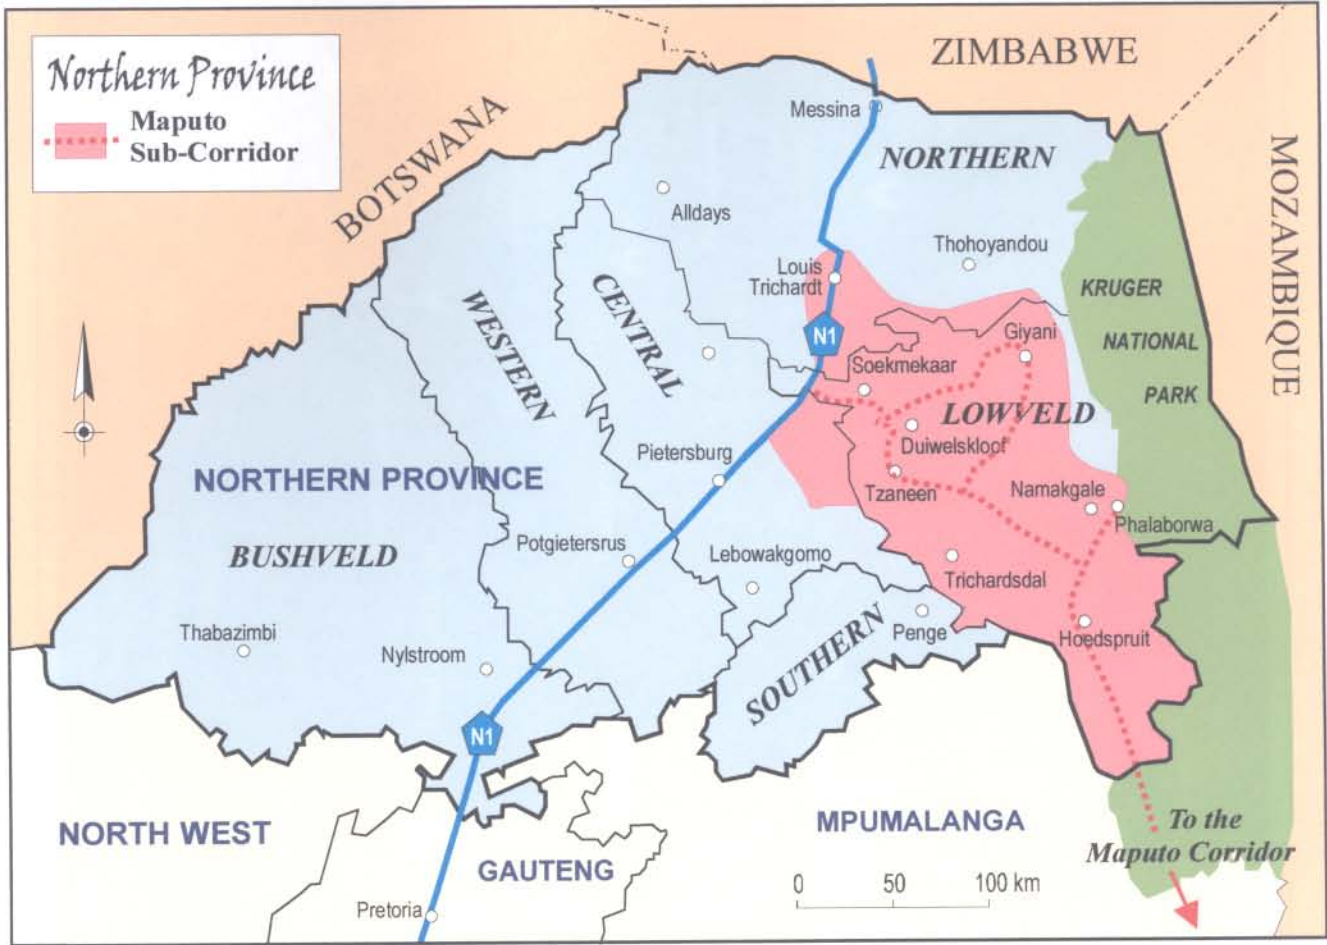 Northern Province
Maputo
Sub-Corridor
ZIMBABWE
BOTSWANA
MOZAMBIQUE
Messina
NORTHERN
Alldays
Thohoyandou
Louis
Trichardt
KRUGER
NATIONAL
PARK
WESTERN
CENTRAL
N1
Giyani
Soekmekaar
LOWVELD
Duiwelskloof
Pietersburg
NORTHERN PROVINCE
Tzaneen
Namakgale
Phalaborwa
BUSHVELD
Potgietersrus
Lebowakgomo
Trichardsdal
Thabazimbi
Nylstroom
SOUTHERN
Penge
Hoedspruit
N1
NORTH WEST
MPUMALANGA
To the
Maputo Corridor
GAUTENG
0 50 100 km
Pretoria